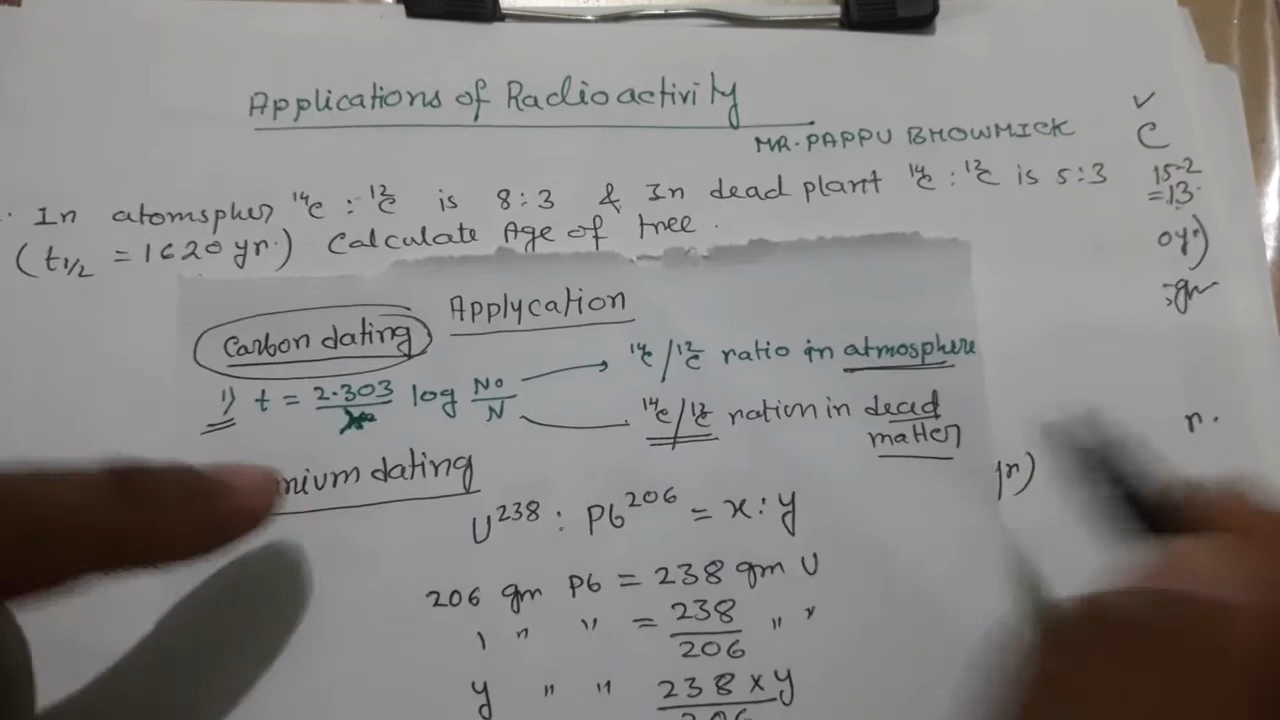 Applications of Radioactivity
MR. PAPPU BHOWMICK
In atomspher ¹⁴C : ¹²C is 8:3 & In dead plant ¹⁴C : ¹²C is 5:3
(t1/2 = 1620 yr.) Calculate Age of tree.
C
15-2
=13.
Applycation
Carbon dating
1) t = 2.303 log No/N
¹⁴C/¹²C ratio in atmosphere
¹⁴C/¹²C ration in dead
matter
nium dating
U²³⁸ : Pb²⁰⁶ = x : y
206 gm Pb = 238 gm U
1 " " = 238/206 " "
y " " 238 x y